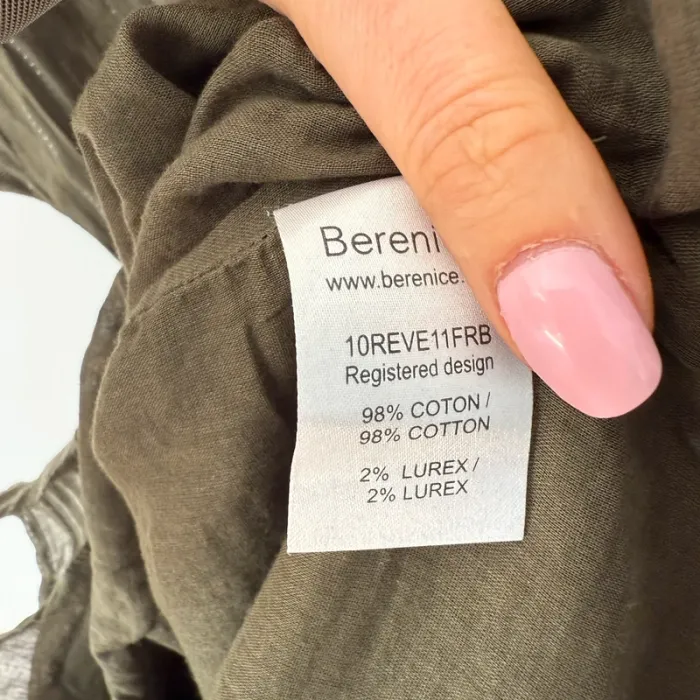 Bereni
www.berenice.
10REVE11FRB
Registered design
98% COTON /
98% COTTON
2% LUREX /
2% LUREX